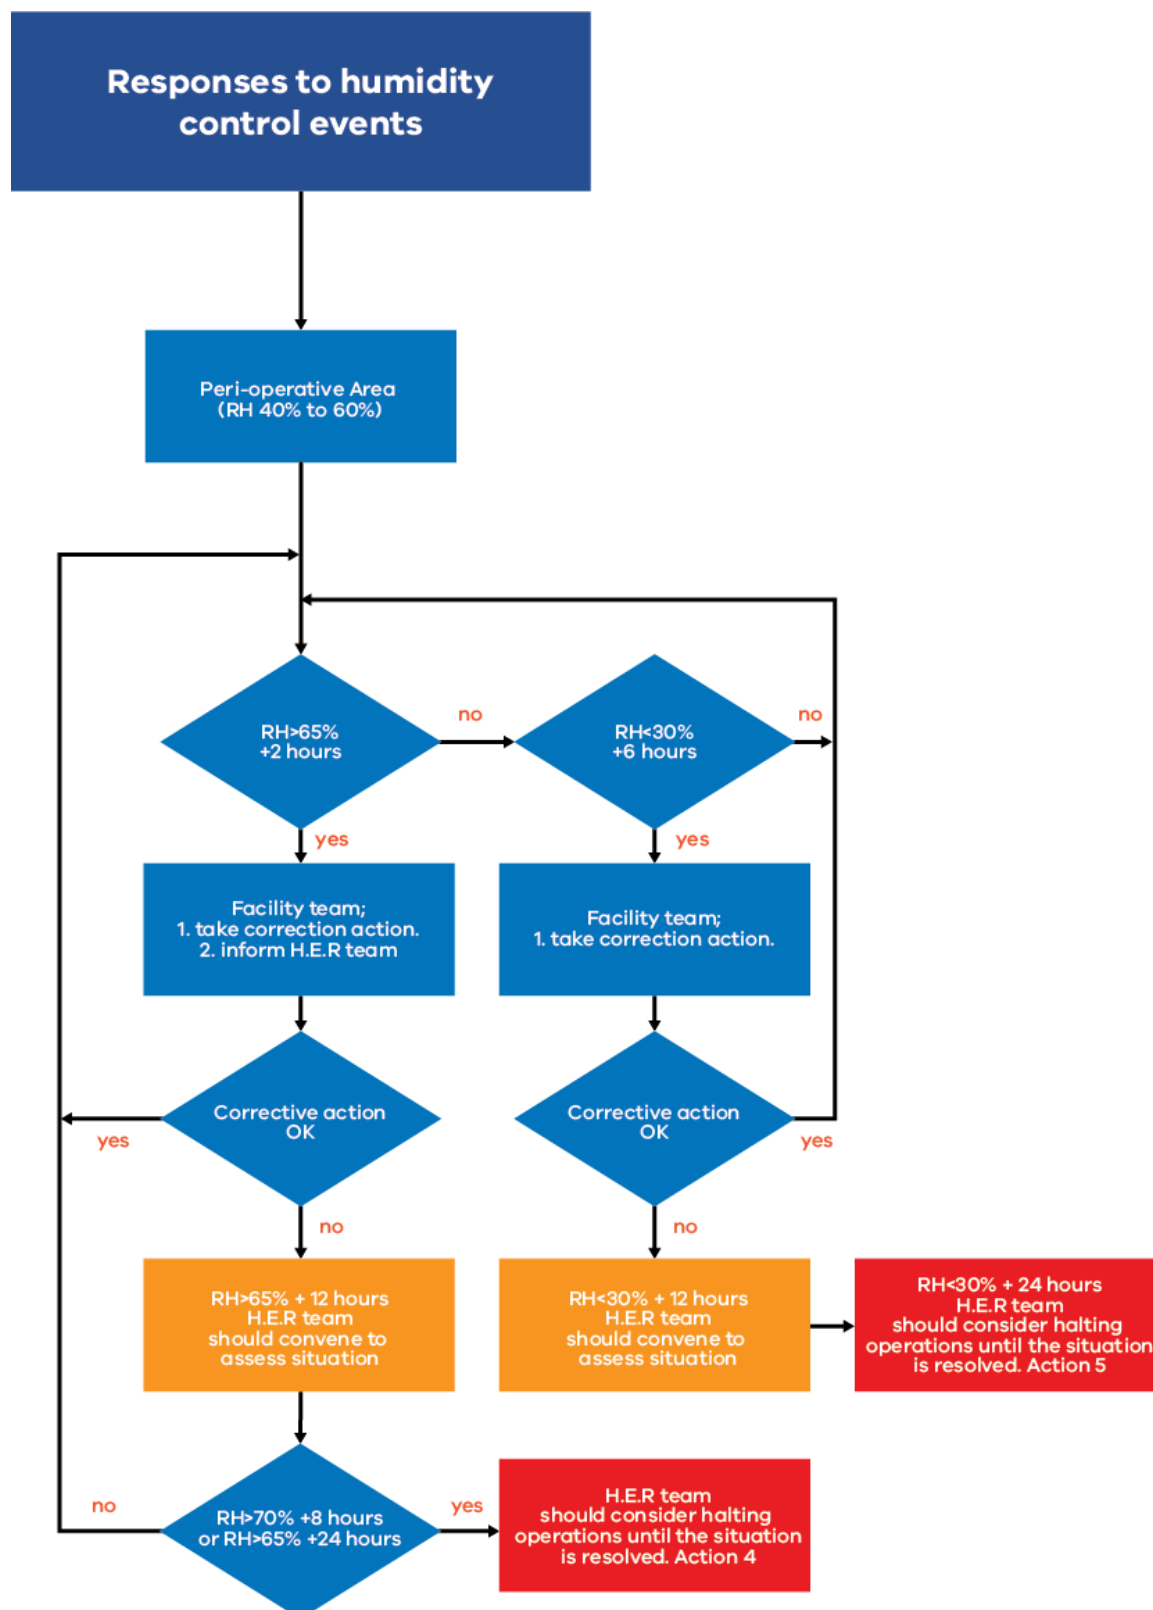 Responses to humidity
control events
Peri-operative Area
(RH 40% to 60%)
RH>65%
+2 hours
no
RH<30%
+6 hours
no
yes
yes
Facility team;
1. take correction action.
2. inform H.E.R team
Facility team;
1. take correction action.
Corrective action
OK
yes
Corrective action
OK
yes
no
no
RH>65% + 12 hours
H.E.R team
should convene to
assess situation
RH<30% + 12 hours
H.E.R team
should convene to
assess situation
RH<30% + 24 hours
H.E.R team
should consider halting
operations until the situation
is resolved. Action 5
no
RH>70% +8 hours
or RH>65% +24 hours
yes
H.E.R team
should consider halting
operations until the situation
is resolved. Action 4